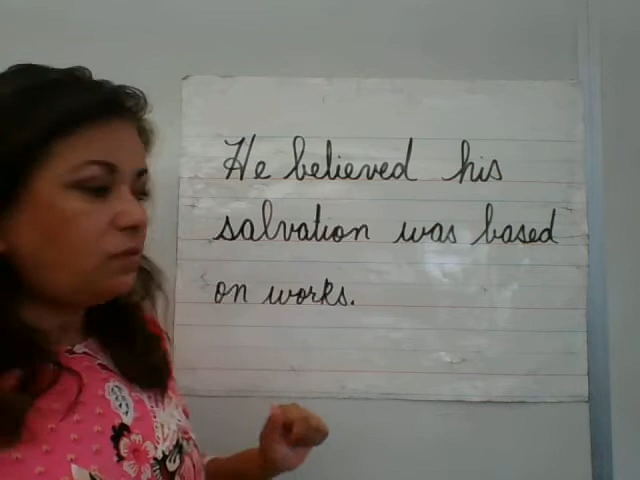 He believed his
salvation was based
on works.